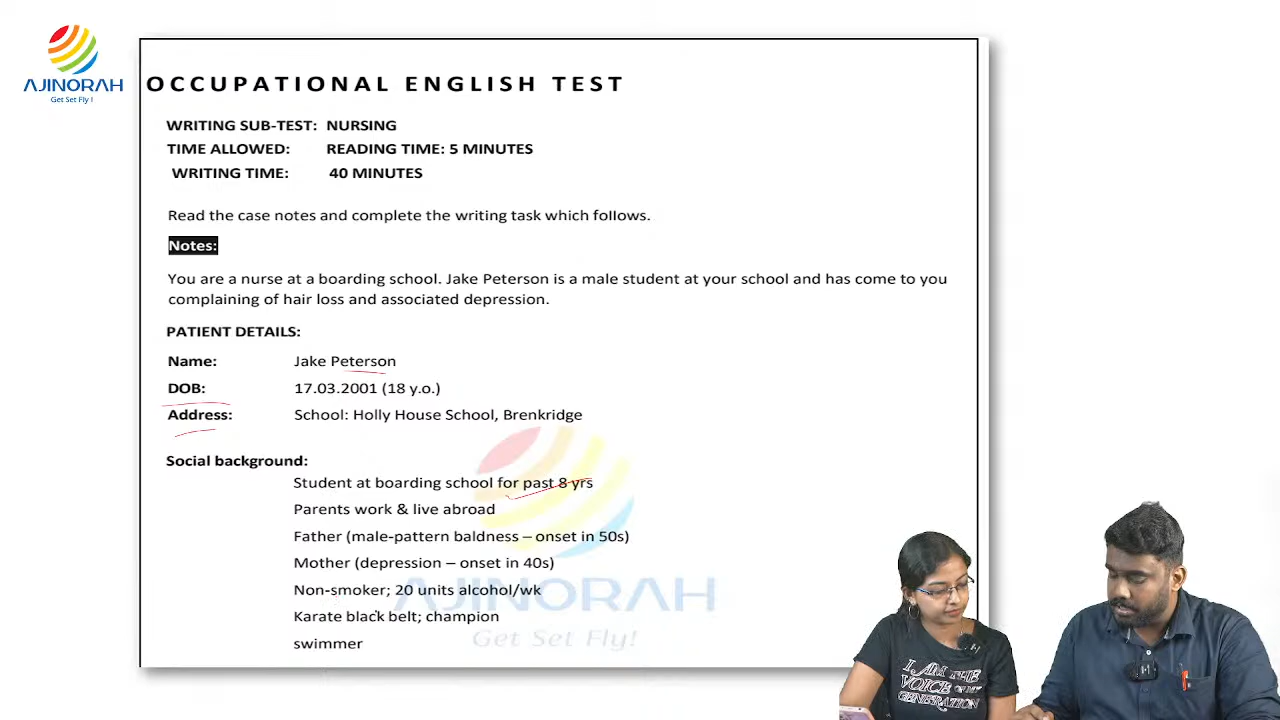 AJINORAH
Get Set Fly !
OCCUPATIONAL ENGLISH TEST
WRITING SUB-TEST: NURSING
TIME ALLOWED: READING TIME: 5 MINUTES
WRITING TIME: 40 MINUTES
Read the case notes and complete the writing task which follows.
Notes:
You are a nurse at a boarding school. Jake Peterson is a male student at your school and has come to you
complaining of hair loss and associated depression.
PATIENT DETAILS:
Name: Jake Peterson
DOB: 17.03.2001 (18 y.o.)
Address: School: Holly House School, Brenkridge
Social background:
Student at boarding school for past 8 yrs
Parents work & live abroad
Father (male-pattern baldness – onset in 50s)
Mother (depression – onset in 40s)
Non-smoker; 20 units alcohol/wk
Karate black belt; champion
swimmer
AJINORAH
Get Set Fly!
I AM THE
VOICE OF MY
GENERATION